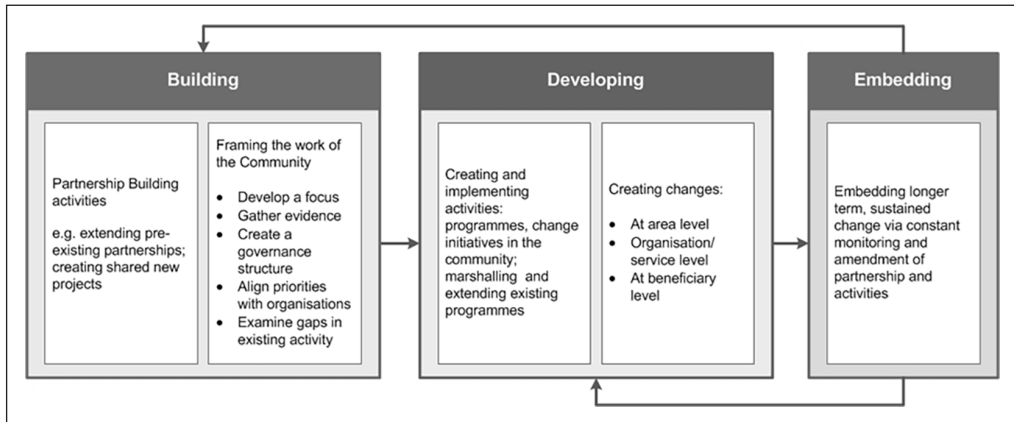 Building
Partnership Building
activities
e.g. extending pre-
existing partnerships;
creating shared new
projects
Framing the work of
the Community
• Develop a focus
• Gather evidence
• Create a
governance
structure
• Align priorities
with organisations
• Examine gaps in
existing activity
Developing
Creating and
implementing
activities:
programmes, change
initiatives in the
community;
marshalling and
extending existing
programmes
Creating changes:
• At area level
• Organisation/
service level
• At beneficiary
level
Embedding
Embedding longer
term, sustained
change via constant
monitoring and
amendment of
partnership and
activities